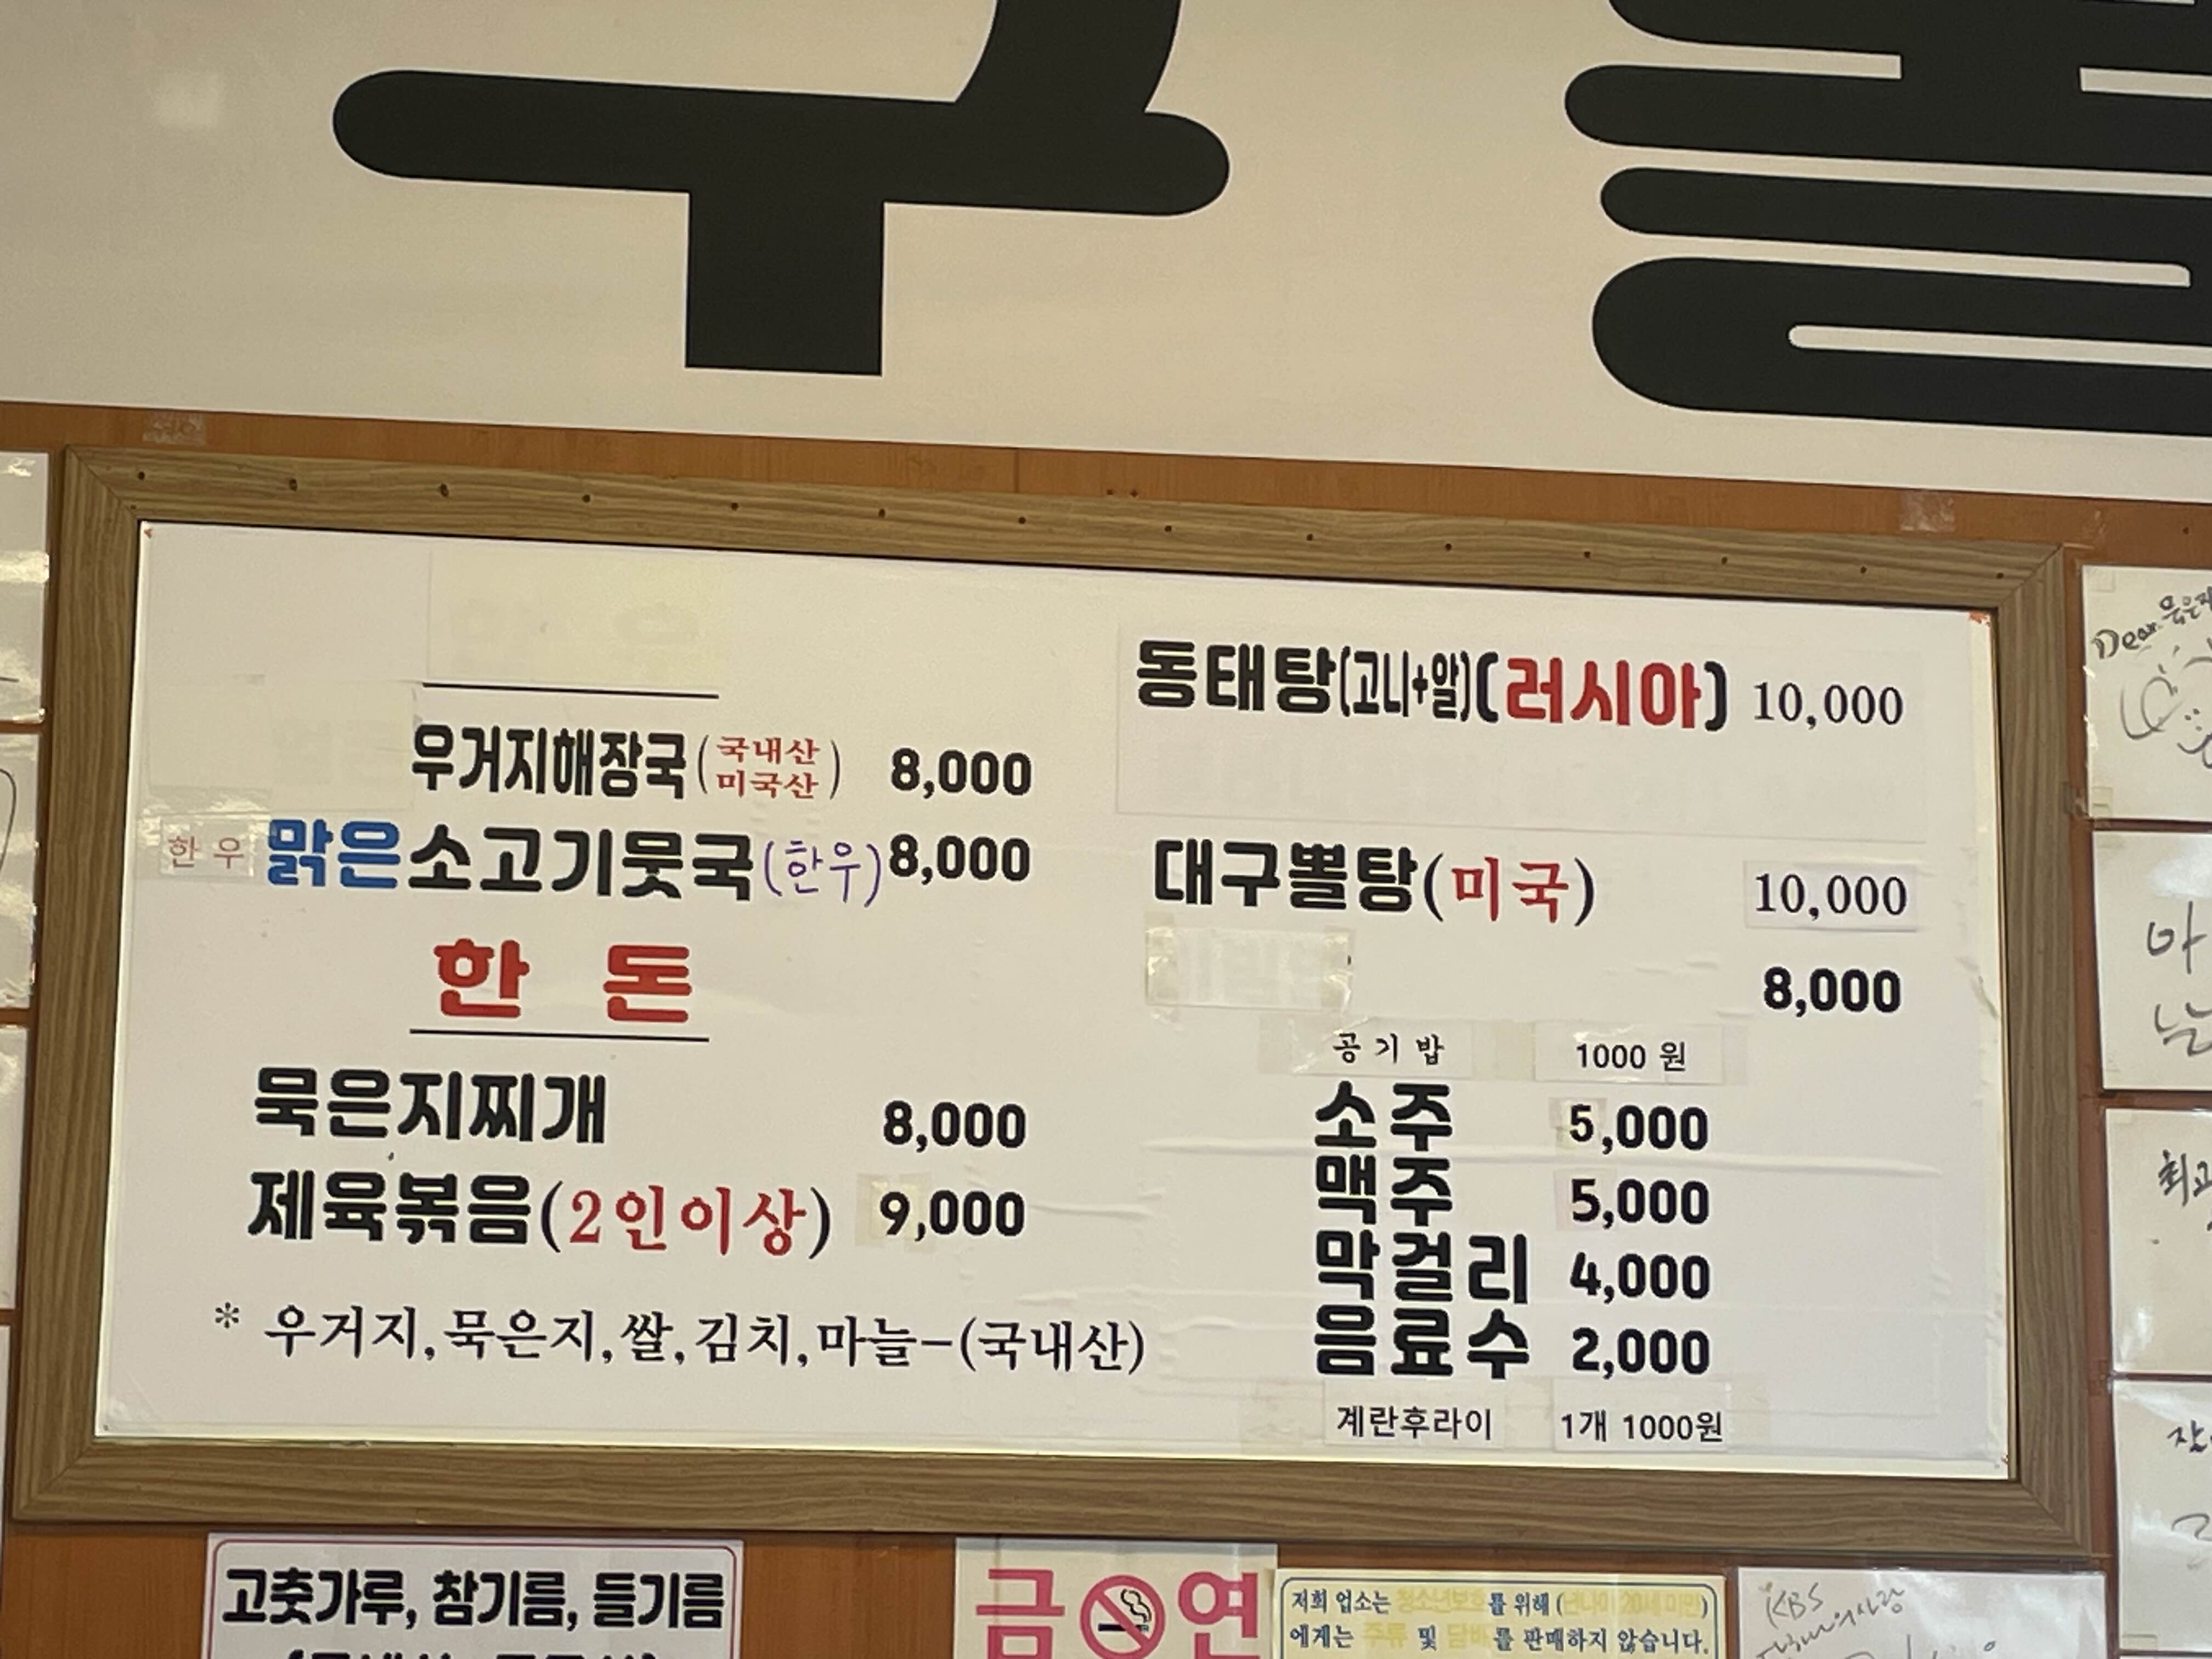 우거지해장국(국내산 미국산) 8,000
한우 맑은소고기뭇국(한우) 8,000
한 돈
묵은지찌개 8,000
제육볶음(2인이상) 9,000
* 우거지,묵은지,쌀,김치,마늘-(국내산)
동태탕(고니+알)(러시아) 10,000
대구뽈탕(미국) 10,000
8,000
공기밥 1000 원
소주 5,000
맥주 5,000
막걸리 4,000
음료수 2,000
계란후라이 1개 1000원
고춧가루, 참기름, 들기름
금연
저희 업소는 청소년보호를 위해 (년나이 20세 미만)
에게는 주류 및 담배를 판매하지 않습니다.
Dear.
KBS